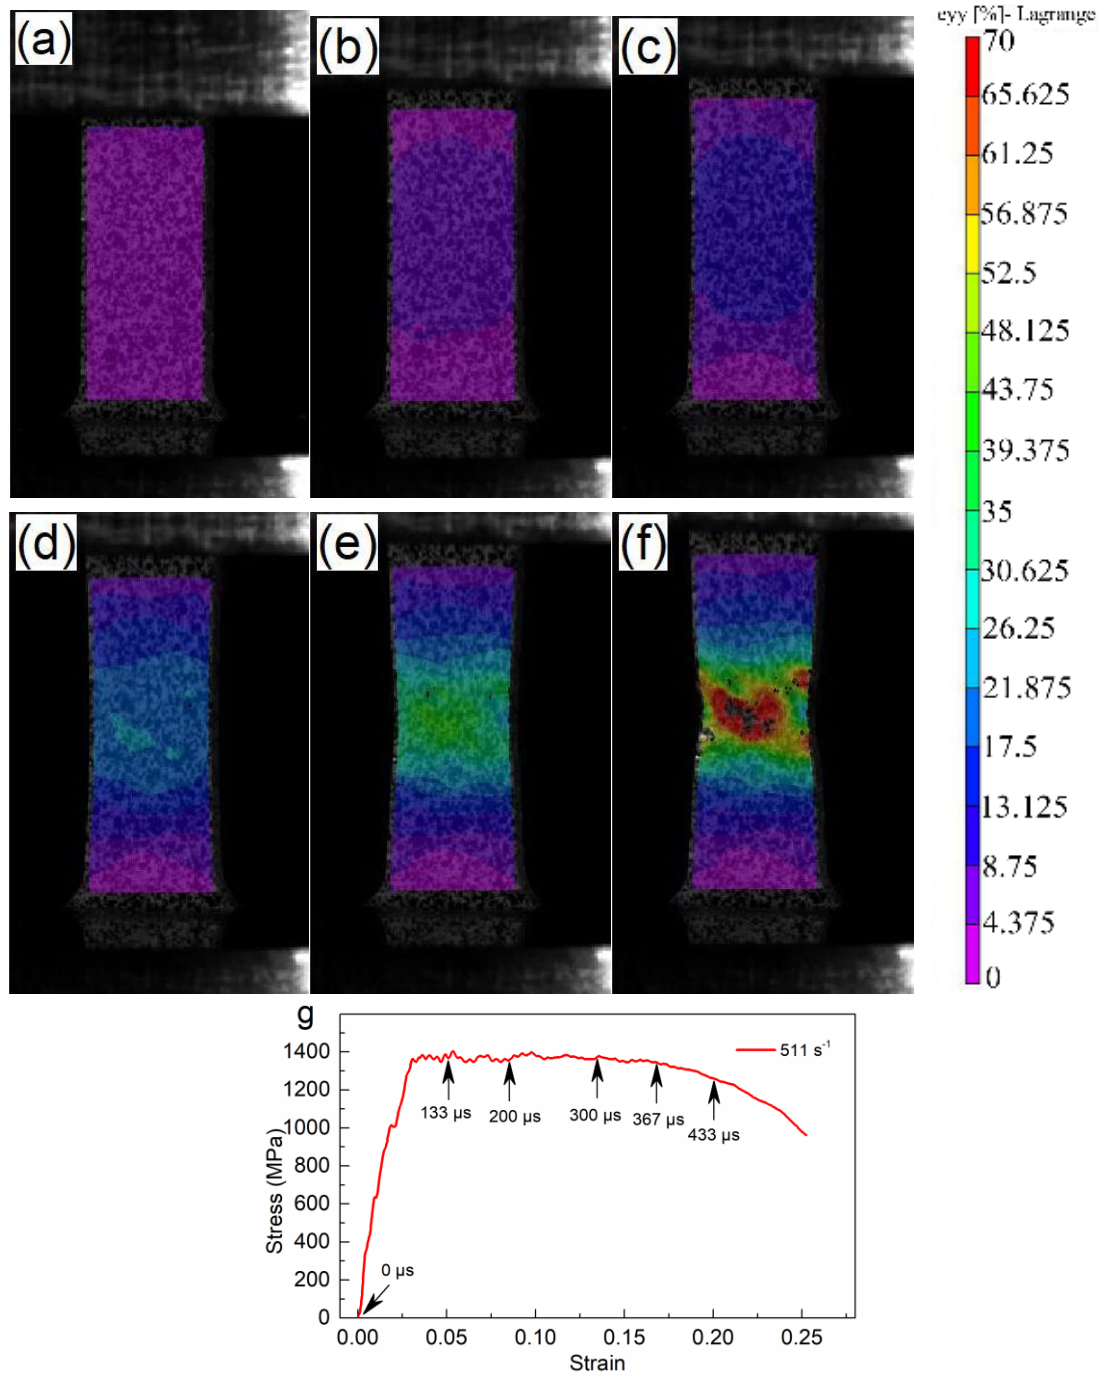 (a)
(b)
(c)
eyy [%]- Lagrange
70
65.625
61.25
56.875
52.5
48.125
43.75
39.375
35
30.625
26.25
21.875
17.5
13.125
8.75
4.375
0
(d)
(e)
(f)
g
1400
1200
1000
800
600
400
200
0
Stress (MPa)
511 s⁻¹
133 µs
200 µs
300 µs
367 µs
433 µs
0 µs
0.00 0.05 0.10 0.15 0.20 0.25
Strain